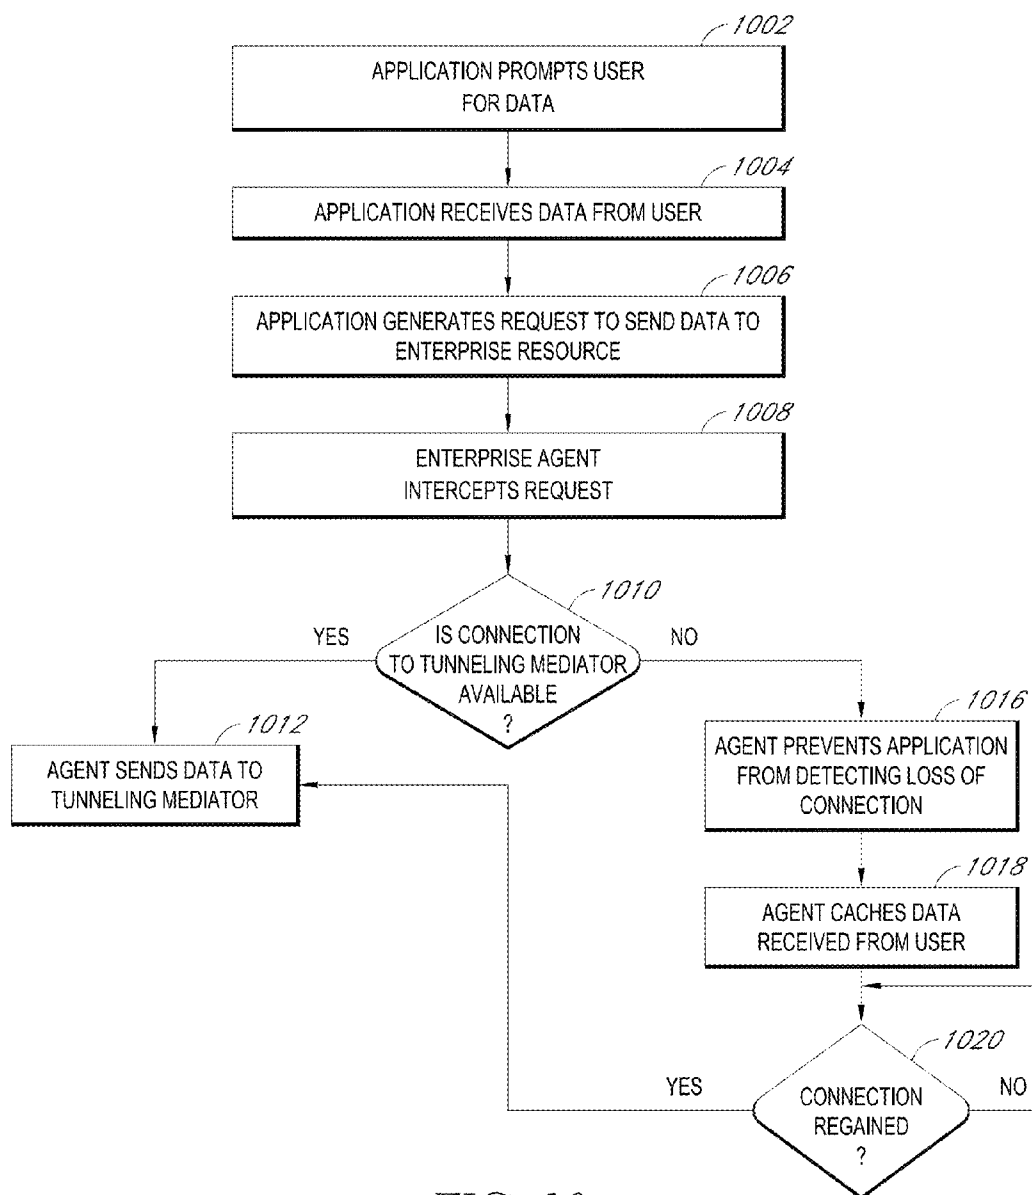 1002
APPLICATION PROMPTS USER
FOR DATA
1004
APPLICATION RECEIVES DATA FROM USER
1006
APPLICATION GENERATES REQUEST TO SEND DATA TO
ENTERPRISE RESOURCE
1008
ENTERPRISE AGENT
INTERCEPTS REQUEST
1010
YES
IS CONNECTION
TO TUNNELING MEDIATOR
AVAILABLE
?
NO
1012
AGENT SENDS DATA TO
TUNNELING MEDIATOR
1016
AGENT PREVENTS APPLICATION
FROM DETECTING LOSS OF
CONNECTION
1018
AGENT CACHES DATA
RECEIVED FROM USER
1020
YES
CONNECTION
REGAINED
?
NO